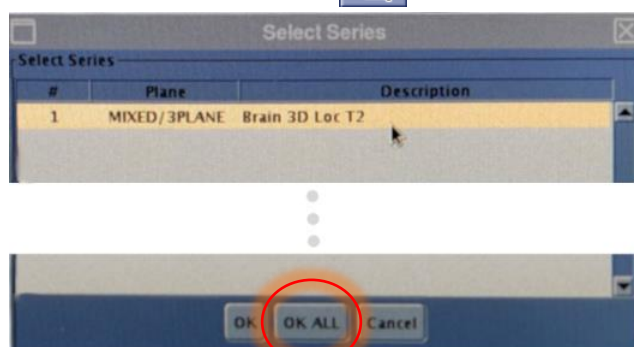 Select Series
Select Series
# Plane Description
1 MIXED/3PLANE Brain 3D Loc T2
OK OK ALL Cancel